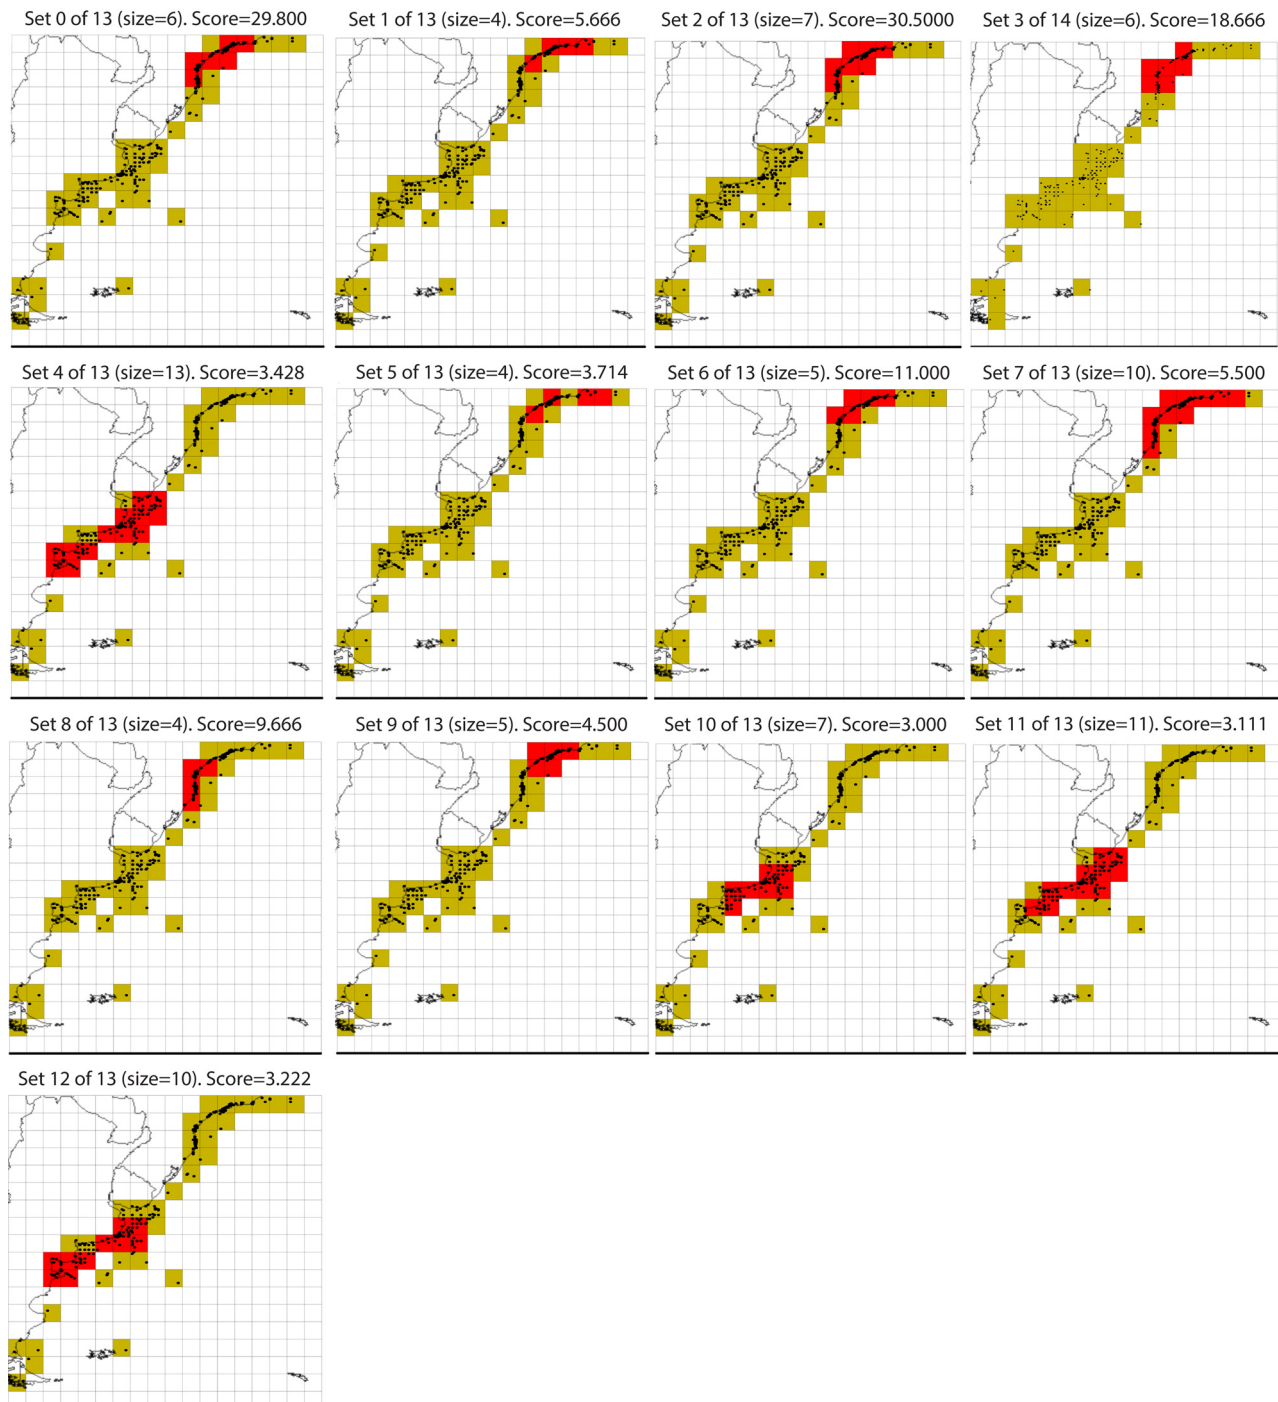 Set 0 of 13 (size=6). Score=29.800
Set 1 of 13 (size=4). Score=5.666
Set 2 of 13 (size=7). Score=30.5000
Set 3 of 14 (size=6). Score=18.666
Set 4 of 13 (size=13). Score=3.428
Set 5 of 13 (size=4). Score=3.714
Set 6 of 13 (size=5). Score=11.000
Set 7 of 13 (size=10). Score=5.500
Set 8 of 13 (size=4). Score=9.666
Set 9 of 13 (size=5). Score=4.500
Set 10 of 13 (size=7). Score=3.000
Set 11 of 13 (size=11). Score=3.111
Set 12 of 13 (size=10). Score=3.222